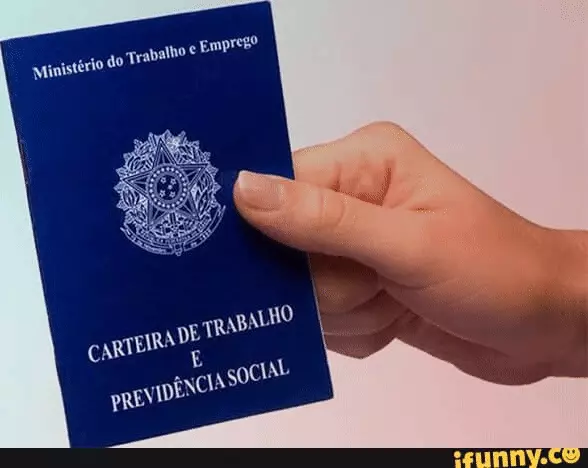 Ministério do Trabalho e Emprego
CARTEIRA DE TRABALHO
E
PREVIDÊNCIA SOCIAL
ifunny.co